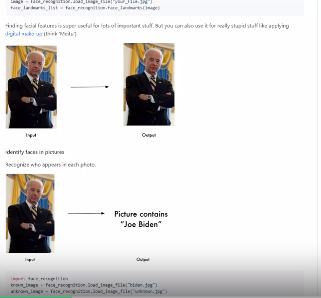 image = face_recognition.load_image_file("your_file.jpg")
face_landmarks_list = face_recognition.face_landmarks(image)
Finding facial features is super useful for lots of important stuff. But you can also use it for really stupid stuff like applying
digital make-up (think 'Meitu'):
Input
Output
Identify faces in pictures
Recognize who appears in each photo.
Picture contains
"Joe Biden"
Input
Output
import face_recognition
known_image = face_recognition.load_image_file("biden.jpg")
unknown_image = face_recognition.load_image_file("unknown.jpg")